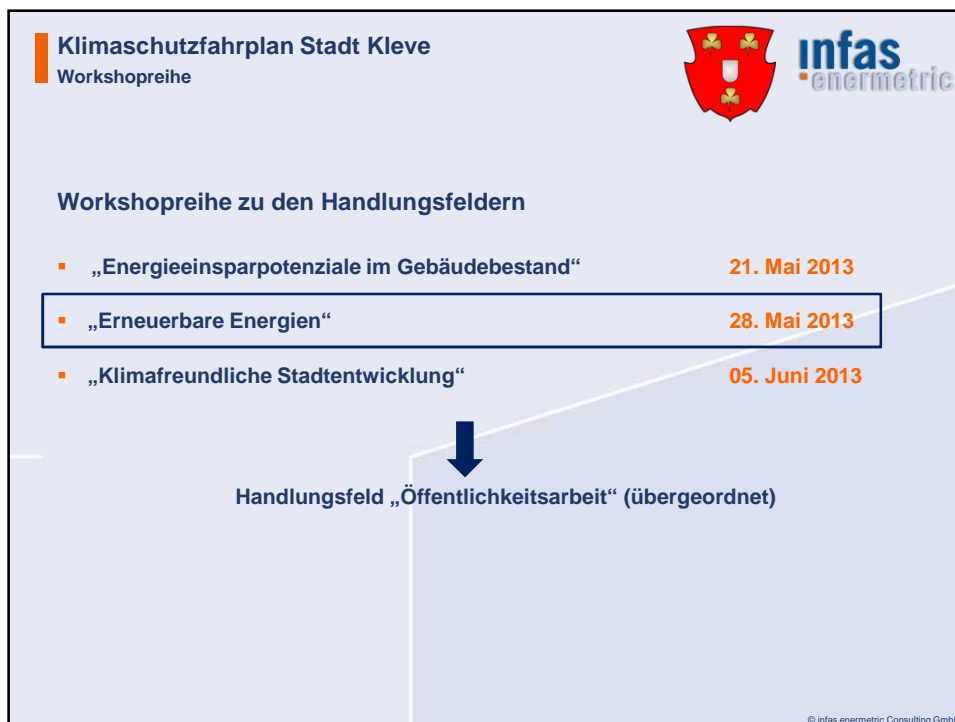 Klimaschutzfahrplan Stadt Kleve
Workshopreihe
infas
enermetric
Workshopreihe zu den Handlungsfeldern
▪ „Energieeinsparpotenziale im Gebäudebestand“ 21. Mai 2013
▪ „Erneuerbare Energien“ 28. Mai 2013
▪ „Klimafreundliche Stadtentwicklung“ 05. Juni 2013
Handlungsfeld „Öffentlichkeitsarbeit“ (übergeordnet)
© infas enermetric Consulting GmbH